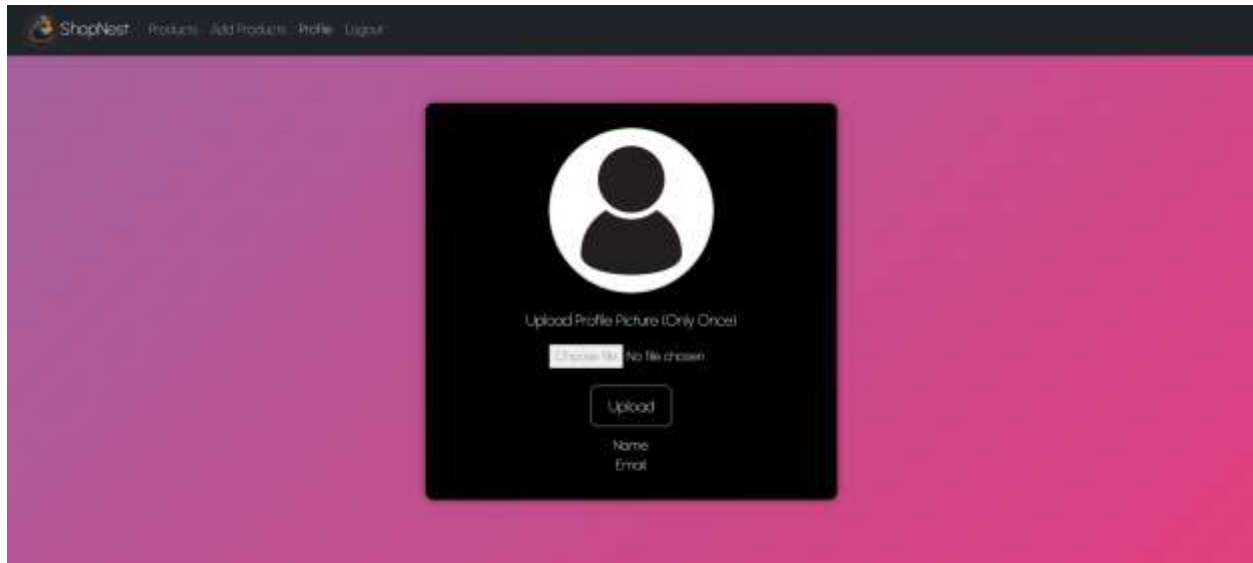 ShopNest Products Add Products Profile Logout
Upload Profile Picture (Only Once)
Choose file No file chosen
Upload
Name
Email